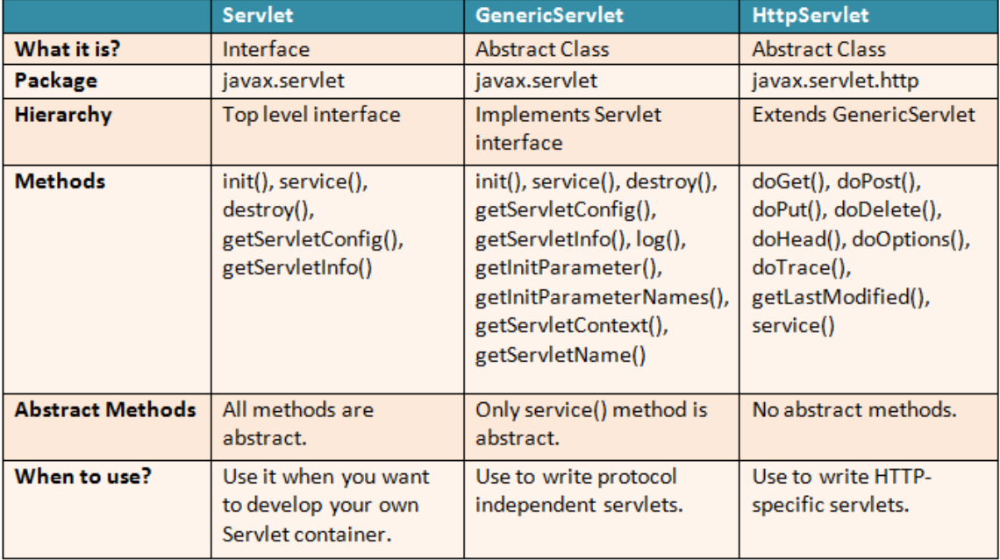 Servlet GenericServlet HttpServlet
What it is? Interface Abstract Class Abstract Class
Package javax.servlet javax.servlet javax.servlet.http
Hierarchy Top level interface Implements Servlet Extends GenericServlet
interface
Methods init(), service(), init(), service(), destroy(), doGet(), doPost(),
destroy(), getServletConfig(), doPut(), doDelete(),
getServletConfig(), getServletInfo(), log(), doHead(), doOptions(),
getServletInfo() getInitParameter(), doTrace(),
getInitParameterNames(), getLastModified(),
getServletContext(), service()
getServletName()
Abstract Methods All methods are Only service() method is No abstract methods.
abstract. abstract.
When to use? Use it when you want Use to write protocol Use to write HTTP-
to develop your own independent servlets. specific servlets.
Servlet container.